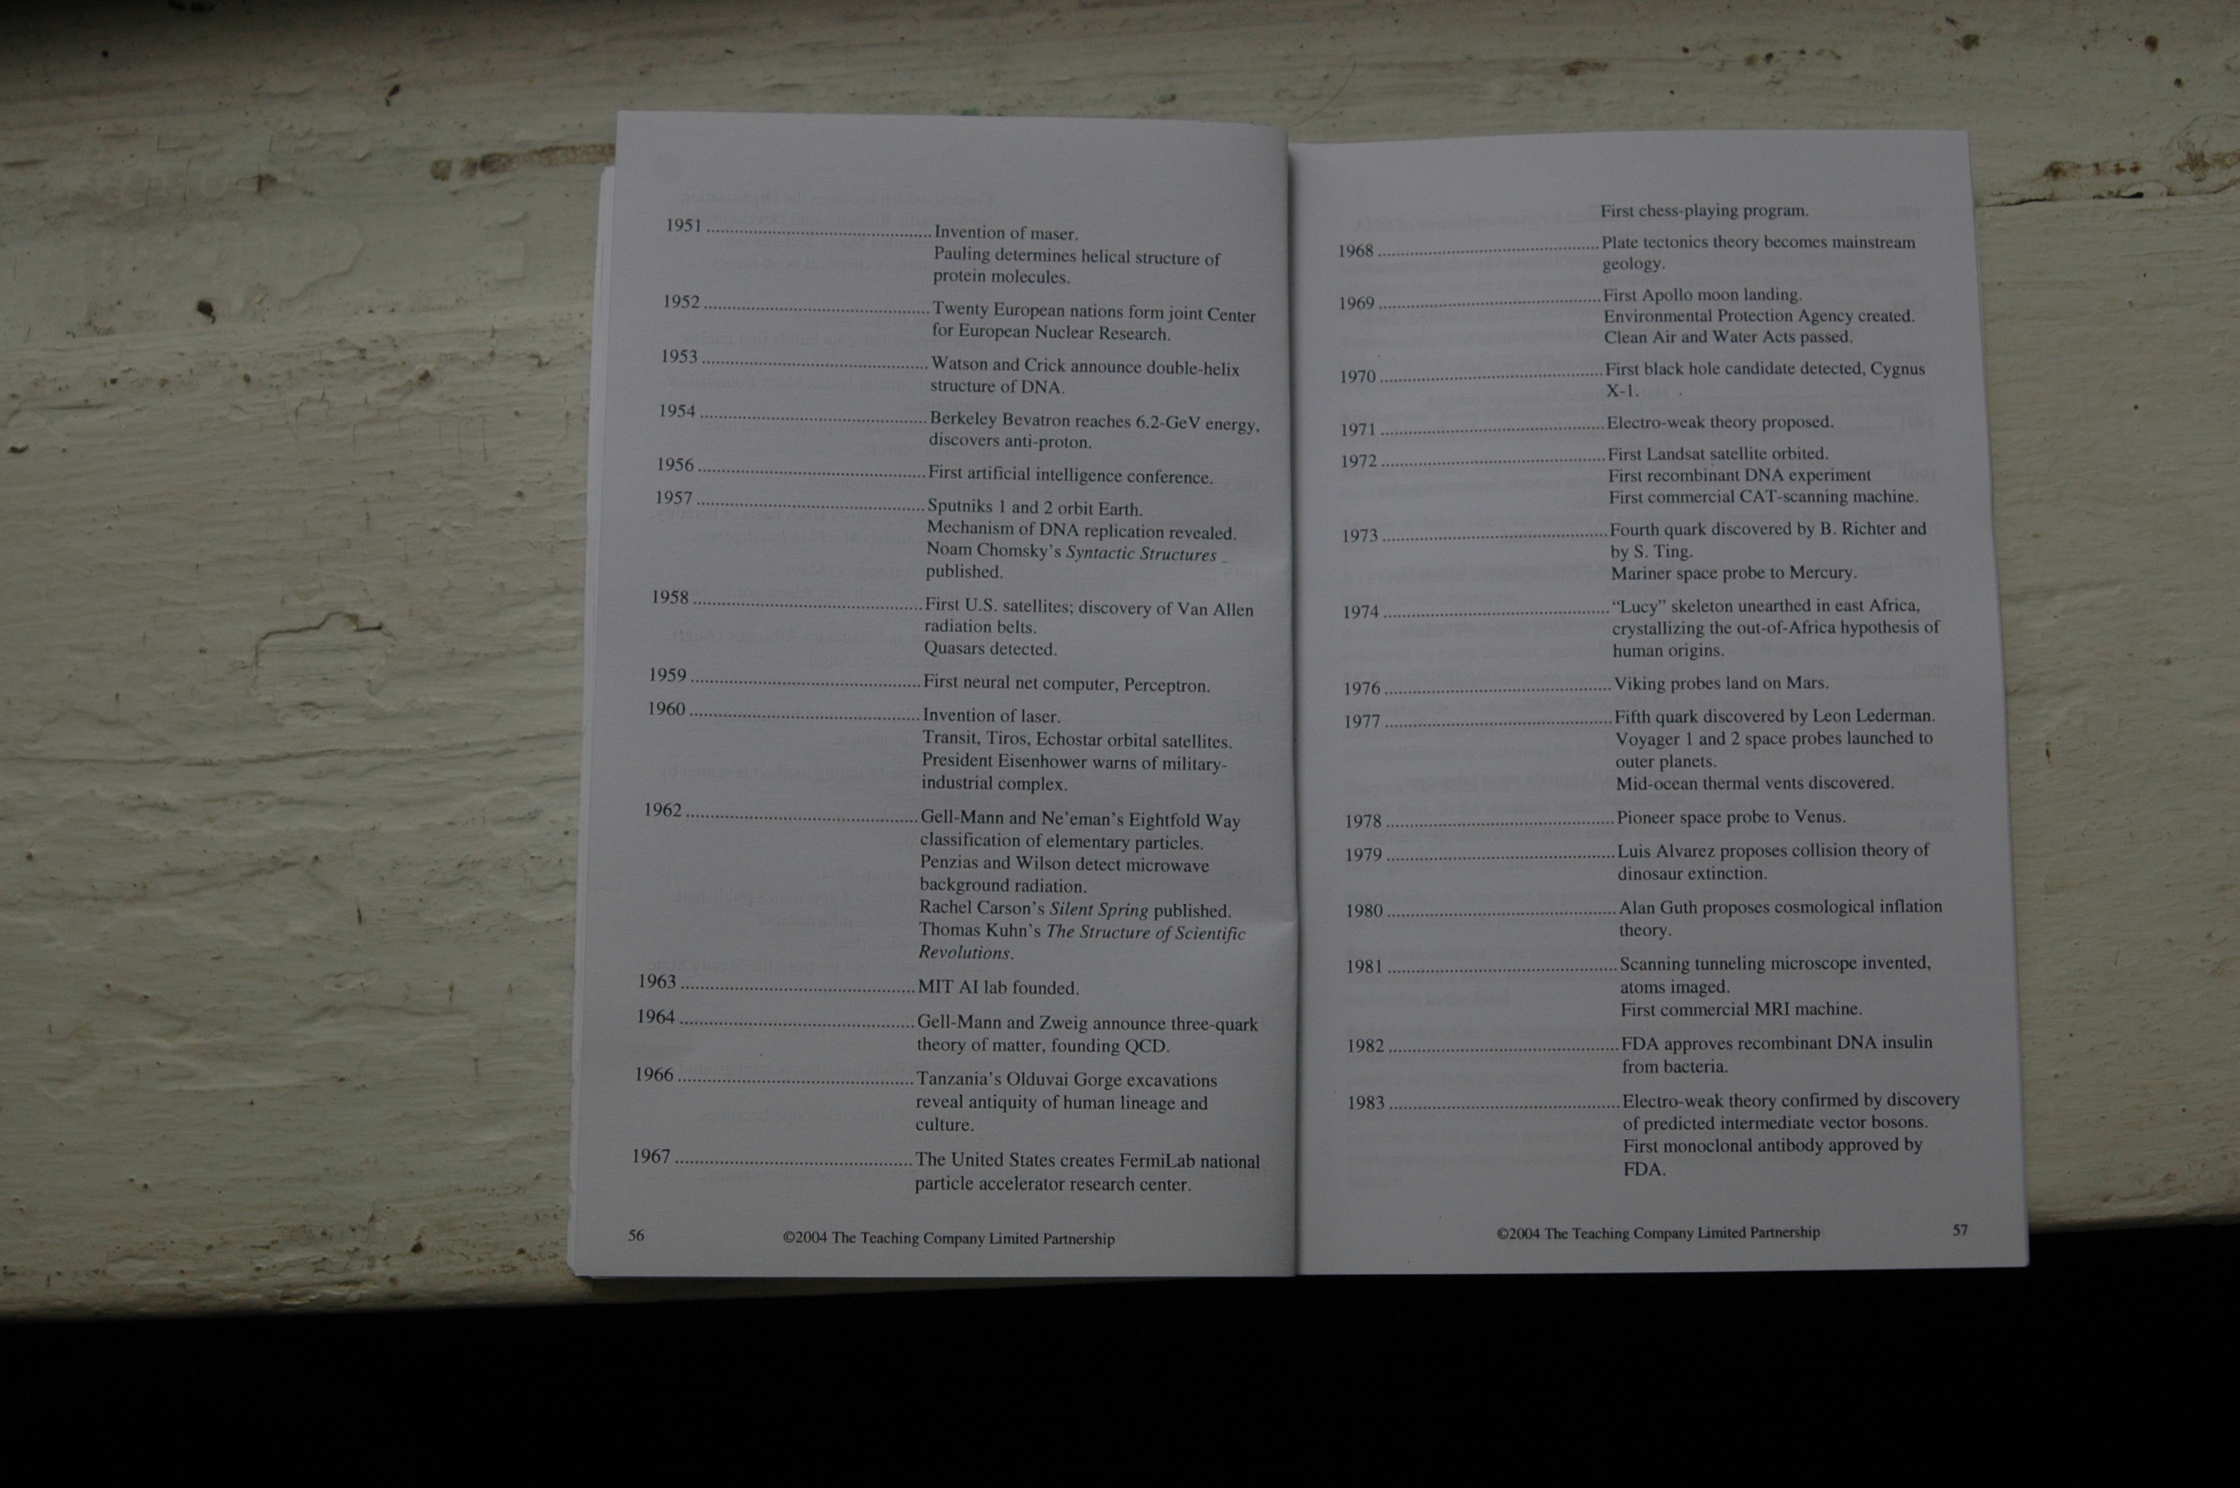 1951 ............................................ Invention of maser.
Pauling determines helical structure of
protein molecules.
1952 ............................................ Twenty European nations form joint Center
for European Nuclear Research.
1953 ............................................ Watson and Crick announce double-helix
structure of DNA.
1954 ............................................ Berkeley Bevatron reaches 6.2-GeV energy,
discovers anti-proton.
1956 ............................................ First artificial intelligence conference.
1957 ............................................ Sputniks 1 and 2 orbit Earth.
Mechanism of DNA replication revealed.
Noam Chomsky's Syntactic Structures
published.
1958 ............................................ First U.S. satellites; discovery of Van Allen
radiation belts.
Quasars detected.
1959 ............................................ First neural net computer, Perceptron.
1960 ............................................ Invention of laser.
Transit, Tiros, Echostar orbital satellites.
President Eisenhower warns of military-
industrial complex.
1962 ............................................ Gell-Mann and Ne'eman's Eightfold Way
classification of elementary particles.
Penzias and Wilson detect microwave
background radiation.
Rachel Carson's Silent Spring published.
Thomas Kuhn's The Structure of Scientific
Revolutions.
1963 ............................................ MIT AI lab founded.
1964 ............................................ Gell-Mann and Zweig announce three-quark
theory of matter, founding QCD.
1966 ............................................ Tanzania's Olduvai Gorge excavations
reveal antiquity of human lineage and
culture.
1967 ............................................ The United States creates FermiLab national
particle accelerator research center.
56
©2004 The Teaching Company Limited Partnership
First chess-playing program.
1968 ............................................ Plate tectonics theory becomes mainstream
geology.
1969 ............................................ First Apollo moon landing.
Environmental Protection Agency created.
Clean Air and Water Acts passed.
1970 ............................................ First black hole candidate detected, Cygnus
X-1.
1971 ............................................ Electro-weak theory proposed.
1972 ............................................ First Landsat satellite orbited.
First recombinant DNA experiment
First commercial CAT-scanning machine.
1973 ............................................ Fourth quark discovered by B. Richter and
by S. Ting.
Mariner space probe to Mercury.
1974 ............................................ "Lucy" skeleton unearthed in east Africa,
crystallizing the out-of-Africa hypothesis of
human origins.
1976 ............................................ Viking probes land on Mars.
1977 ............................................ Fifth quark discovered by Leon Lederman.
Voyager 1 and 2 space probes launched to
outer planets.
Mid-ocean thermal vents discovered.
1978 ............................................ Pioneer space probe to Venus.
1979 ............................................ Luis Alvarez proposes collision theory of
dinosaur extinction.
1980 ............................................ Alan Guth proposes cosmological inflation
theory.
1981 ............................................ Scanning tunneling microscope invented,
atoms imaged.
First commercial MRI machine.
1982 ............................................ FDA approves recombinant DNA insulin
from bacteria.
1983 ............................................ Electro-weak theory confirmed by discovery
of predicted intermediate vector bosons.
First monoclonal antibody approved by
FDA.
©2004 The Teaching Company Limited Partnership
57